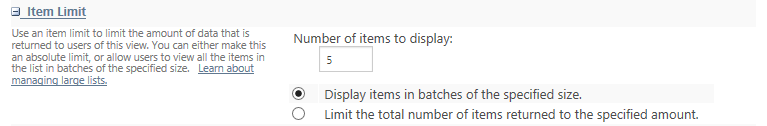 Item Limit
Use an item limit to limit the amount of data that is
returned to users of this view. You can either make this
an absolute limit, or allow users to view all the items in
the list in batches of the specified size. Learn about
managing large lists.
Number of items to display:
5
Display items in batches of the specified size.
Limit the total number of items returned to the specified amount.